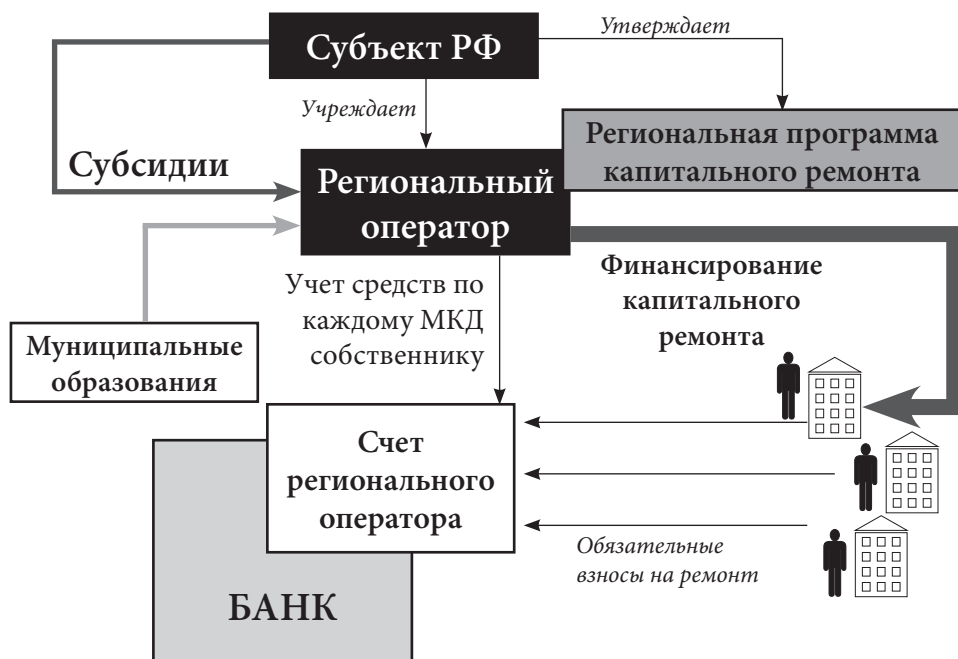 Субъект РФ
Утверждает
Учреждает
Региональная программа
капитального ремонта
Субсидии
Региональный
оператор
Финансирование
капитального
ремонта
Учет средств по
каждому МКД
собственнику
Муниципальные
образования
Счет
регионального
оператора
Обязательные
взносы на ремонт
БАНК